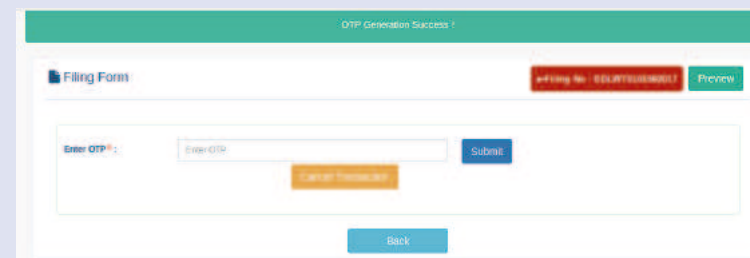 OTP Generation Success !
Filing Form
e-Filing No :
Preview
Enter OTP* :
Enter OTP
Submit
Cancel Transaction
Back